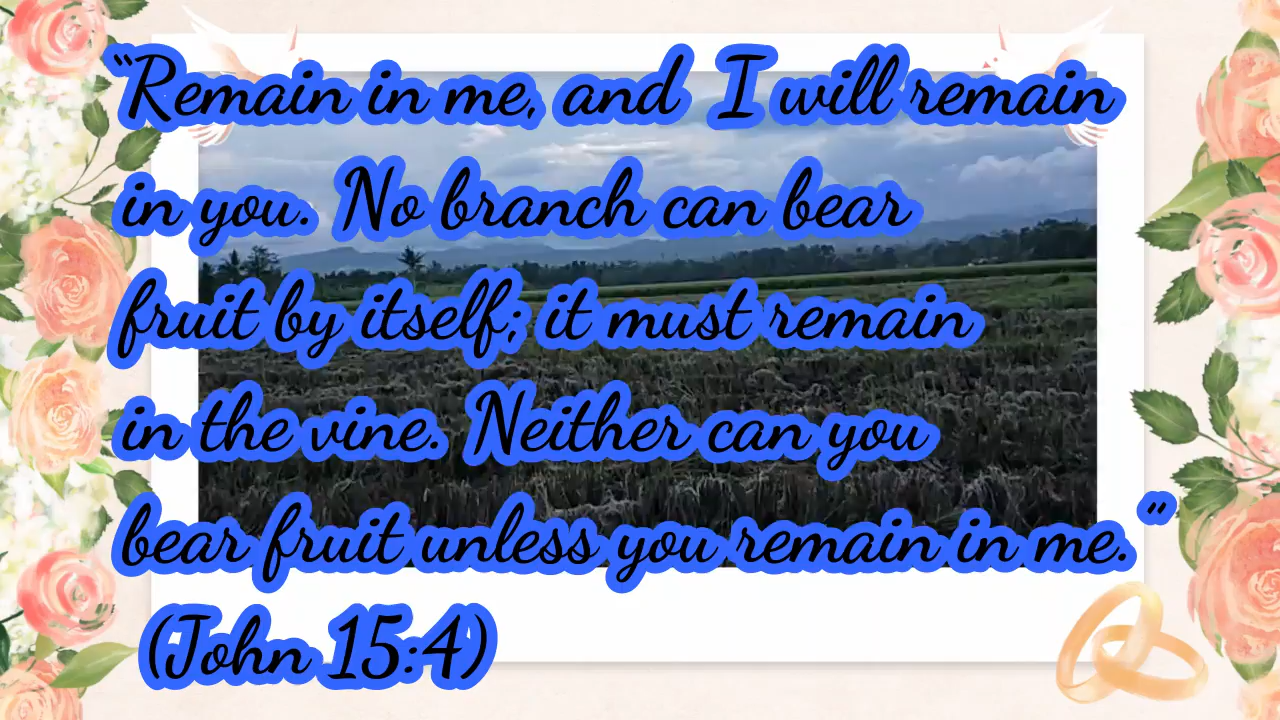 “Remain in me, and I will remain
in you. No branch can bear
fruit by itself; it must remain
in the vine. Neither can you
bear fruit unless you remain in me.”
(John 15:4)